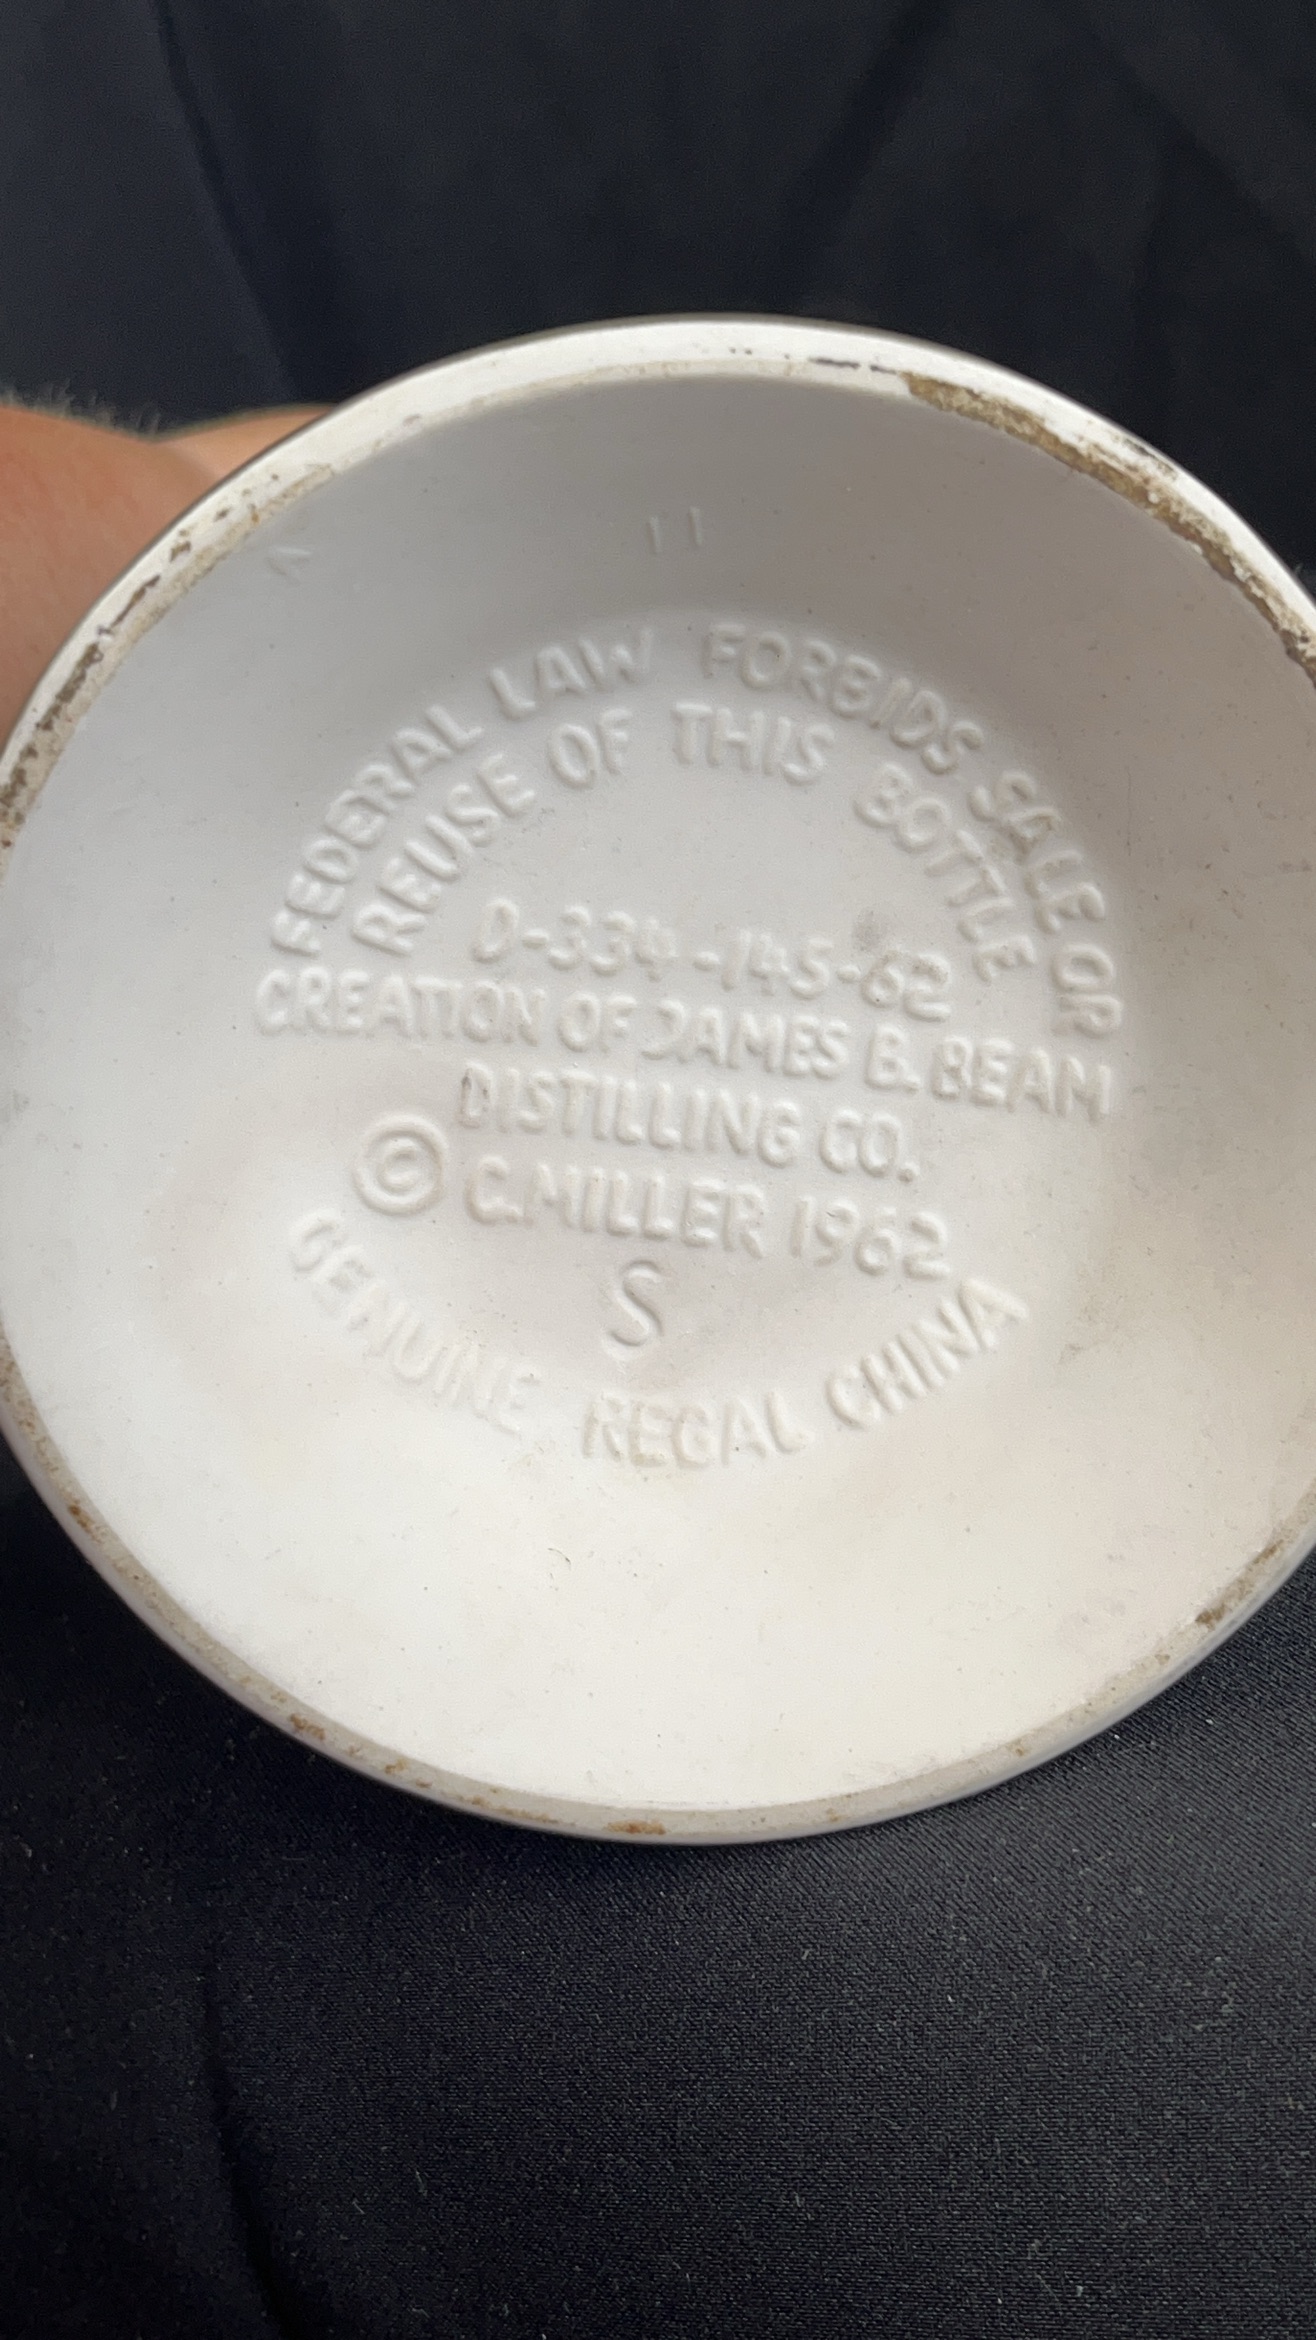 11
FEDERAL LAW FORBIDS SALE OR
REUSE OF THIS BOTTLE
D-334-145-62
CREATION OF JAMES B. BEAM
DISTILLING CO.
© C. MILLER 1962
S
GENUINE REGAL CHINA